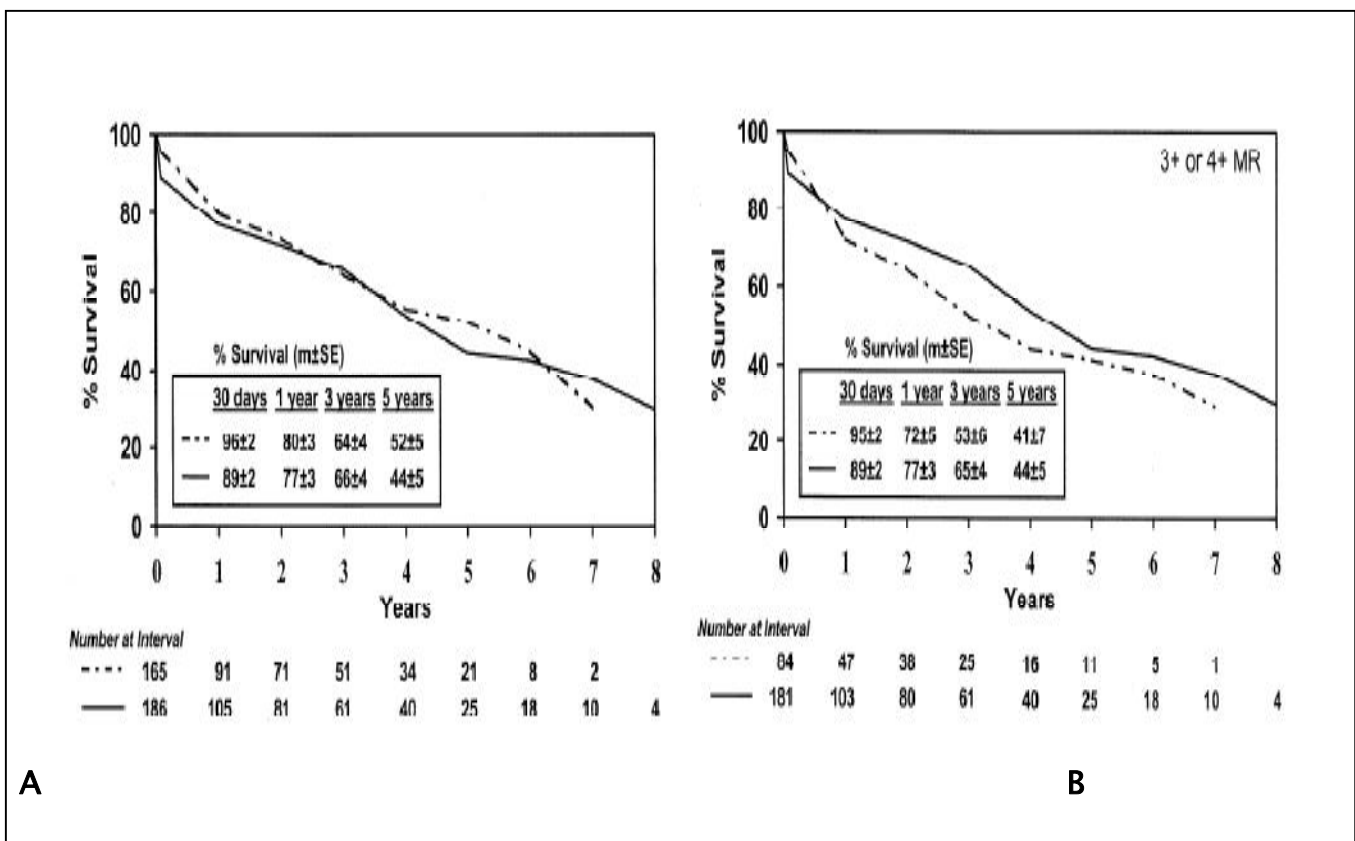 100
80
60
40
20
0
% Survival
% Survival (m±SE)
30 days 1 year 3 years 5 years
96±2 80±3 64±4 52±5
89±2 77±3 66±4 44±5
0 1 2 3 4 5 6 7 8
Years
Number at Interval
165 91 71 51 34 21 8 2
186 105 81 61 40 25 18 10 4
A
100
80
60
40
20
0
% Survival
3+ or 4+ MR
% Survival (m±SE)
30 days 1 year 3 years 5 years
95±2 72±5 53±6 41±7
89±2 77±3 65±4 44±5
0 1 2 3 4 5 6 7 8
Years
Number at Interval
84 47 38 25 16 11 5 1
181 103 80 61 40 25 18 10 4
B